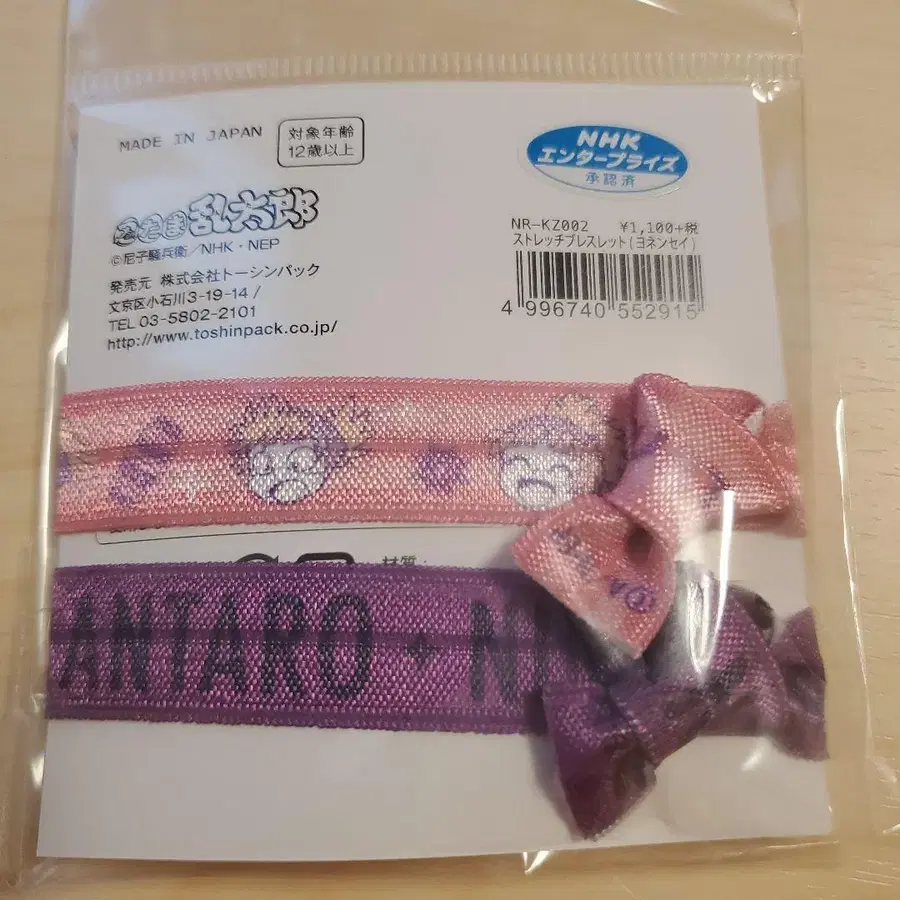 MADE IN JAPAN
対象年齢
12歳以上
NHK
エンタープライズ
承認済
忍たま乱太郎
©尼子騒兵衛/NHK・NEP
発売元 株式会社トーシンパック
文京区小石川3-19-14 /
TEL 03-5802-2101
http://www.toshinpack.co.jp/
NR-KZ002 ¥1,100+税
ストレッチブレスレット(ヨネンセイ)
4 996740 552915
材質:
ANTARO